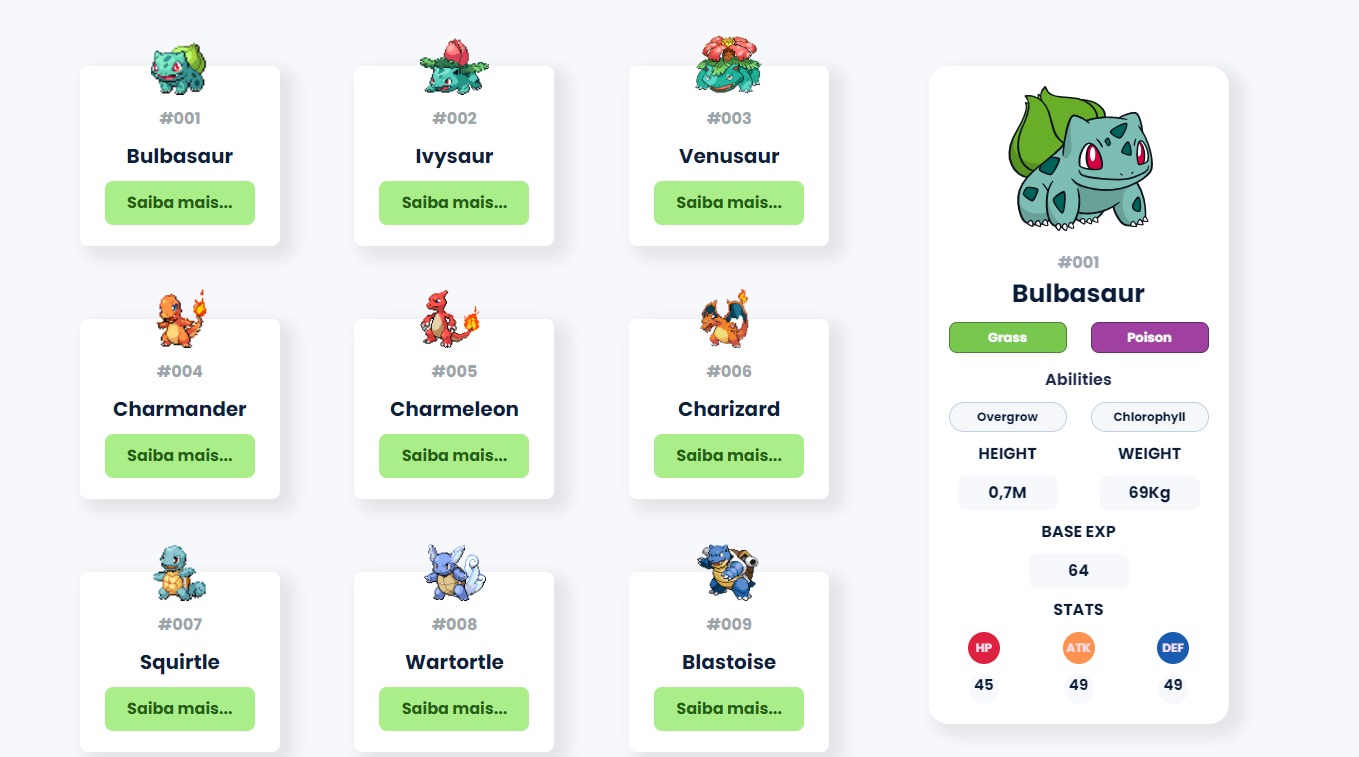 #001
Bulbasaur
Saiba mais...
#002
Ivysaur
Saiba mais...
#003
Venusaur
Saiba mais...
#004
Charmander
Saiba mais...
#005
Charmeleon
Saiba mais...
#006
Charizard
Saiba mais...
#007
Squirtle
Saiba mais...
#008
Wartortle
Saiba mais...
#009
Blastoise
Saiba mais...
#001
Bulbasaur
Grass Poison
Abilities
Overgrow Chlorophyll
HEIGHT WEIGHT
0,7M 69Kg
BASE EXP
64
STATS
HP ATK DEF
45 49 49